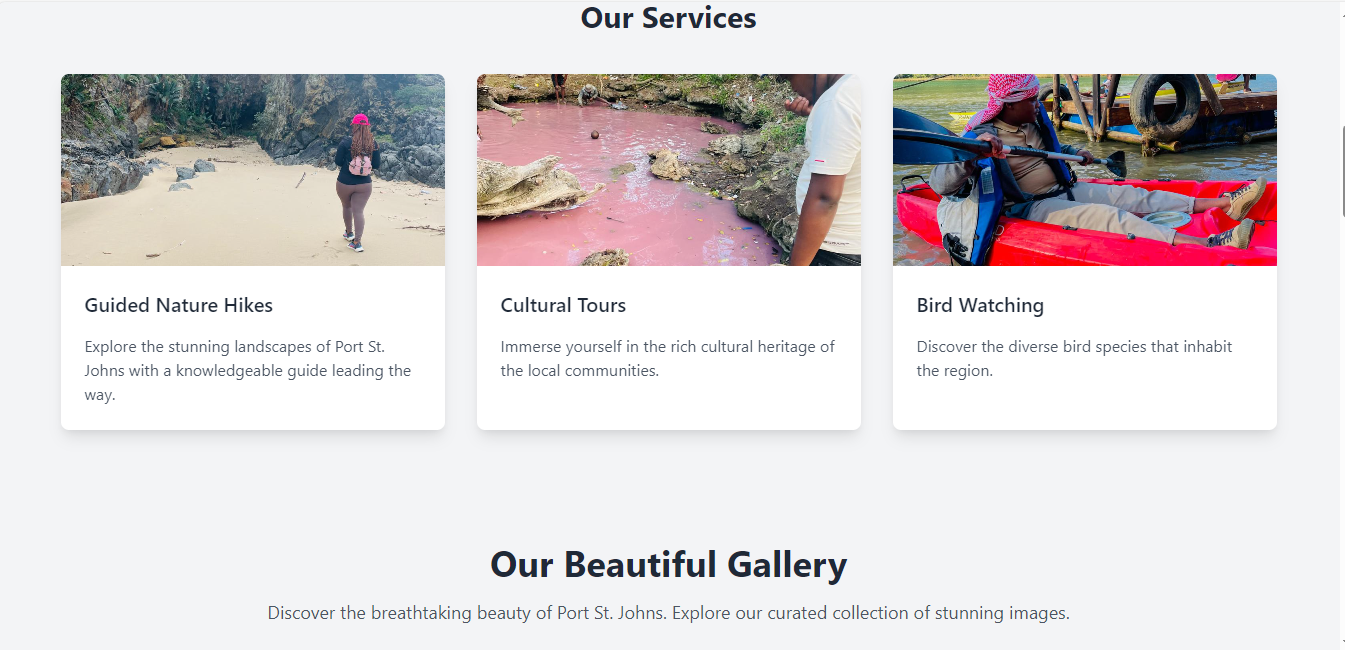 Our Services
Guided Nature Hikes
Explore the stunning landscapes of Port St.
Johns with a knowledgeable guide leading the
way.
Cultural Tours
Immerse yourself in the rich cultural heritage of
the local communities.
Bird Watching
Discover the diverse bird species that inhabit
the region.
Our Beautiful Gallery
Discover the breathtaking beauty of Port St. Johns. Explore our curated collection of stunning images.